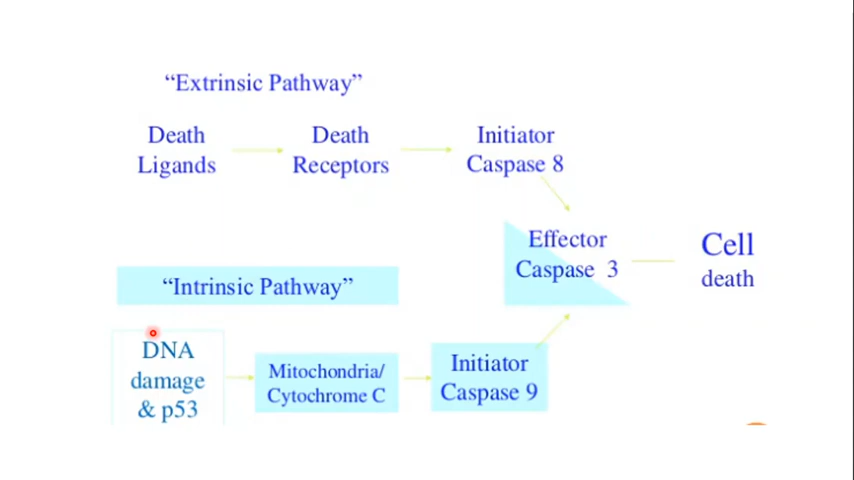 “Extrinsic Pathway”
Death
Ligands
Death
Receptors
Initiator
Caspase 8
Effector
Caspase 3
Cell
death
“Intrinsic Pathway”
DNA
damage
& p53
Mitochondria/
Cytochrome C
Initiator
Caspase 9